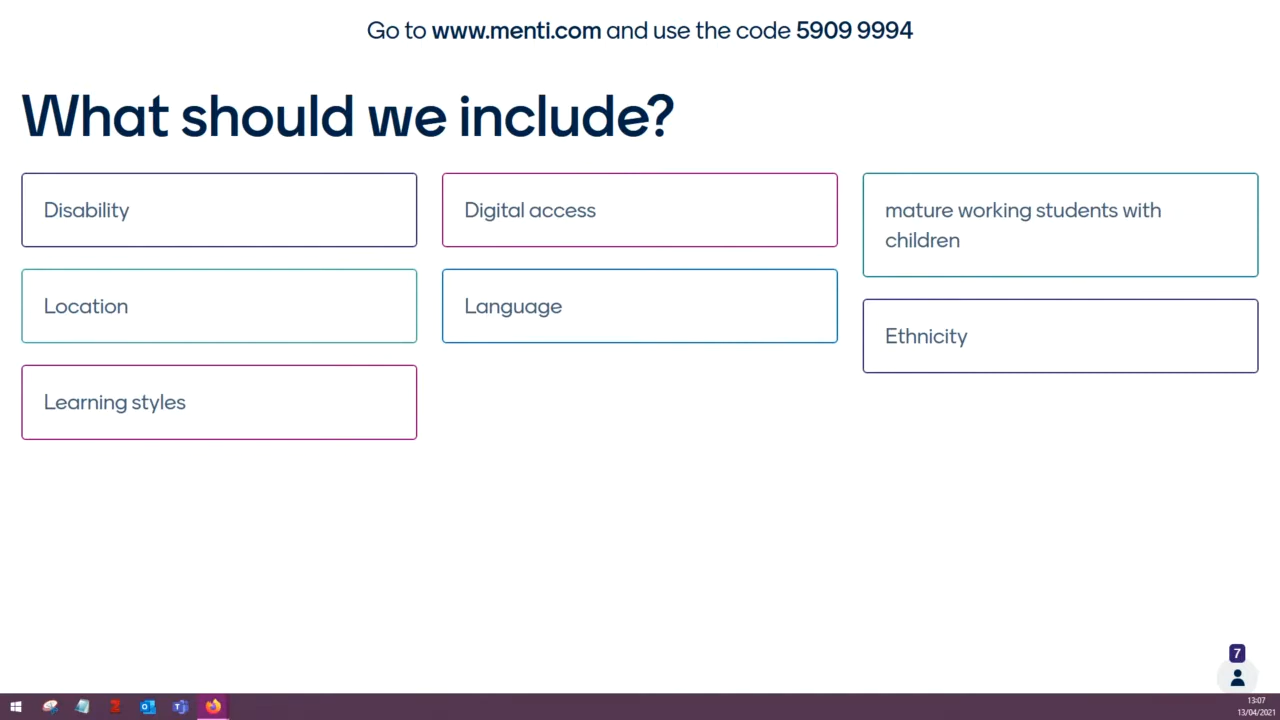 Go to www.menti.com and use the code 5909 9994
What should we include?
Disability
Location
Learning styles
Digital access
Language
mature working students with
children
Ethnicity
7
13:07
13/04/2021